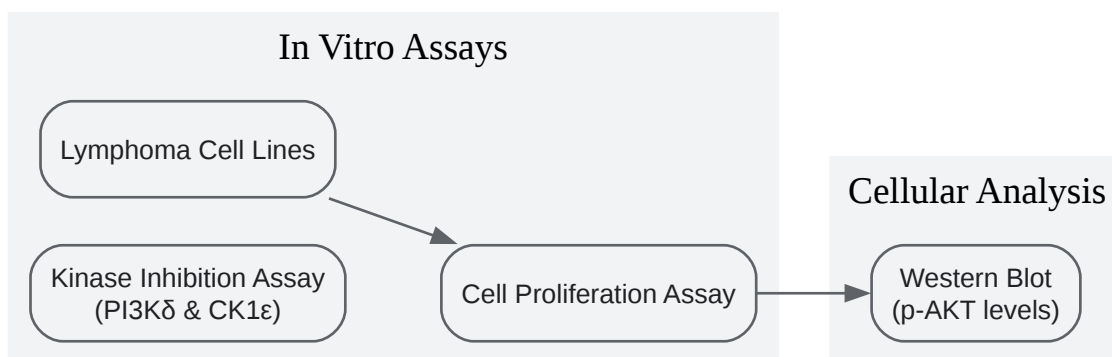 In Vitro Assays
Lymphoma Cell Lines
Kinase Inhibition Assay
(PI3Kδ & CK1ε)
Cell Proliferation Assay
Cellular Analysis
Western Blot
(p-AKT levels)